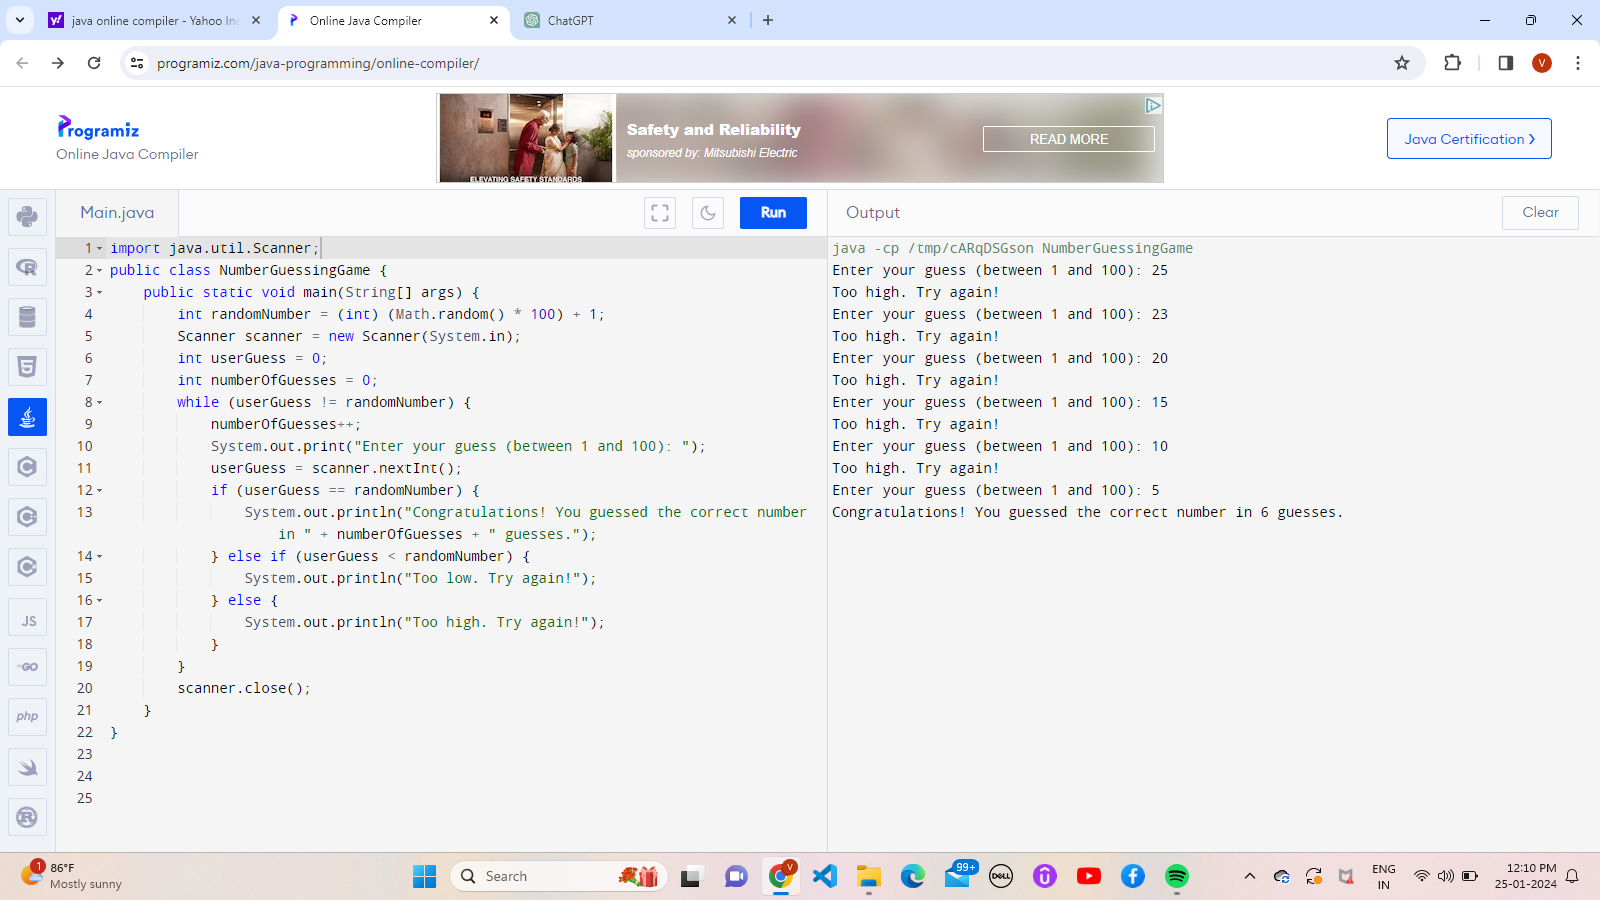 java online compiler - Yahoo In
Online Java Compiler
ChatGPT
programiz.com/java-programming/online-compiler/
V
Programiz
Online Java Compiler
ELEVATING SAFETY STANDARDS
Safety and Reliability
sponsored by: Mitsubishi Electric
READ MORE
Java Certification ›
Main.java
Run
Output
Clear
1 import java.util.Scanner;
2 public class NumberGuessingGame {
3 public static void main(String[] args) {
4 int randomNumber = (int) (Math.random() * 100) + 1;
5 Scanner scanner = new Scanner(System.in);
6 int userGuess = 0;
7 int numberOfGuesses = 0;
8 while (userGuess != randomNumber) {
9 numberOfGuesses++;
10 System.out.print("Enter your guess (between 1 and 100): ");
11 userGuess = scanner.nextInt();
12 if (userGuess == randomNumber) {
13 System.out.println("Congratulations! You guessed the correct number
in " + numberOfGuesses + " guesses.");
14 } else if (userGuess < randomNumber) {
15 System.out.println("Too low. Try again!");
16 } else {
17 System.out.println("Too high. Try again!");
18 }
19 }
20 scanner.close();
21 }
22 }
23
24
25
java -cp /tmp/cARqDSGson NumberGuessingGame
Enter your guess (between 1 and 100): 25
Too high. Try again!
Enter your guess (between 1 and 100): 23
Too high. Try again!
Enter your guess (between 1 and 100): 20
Too high. Try again!
Enter your guess (between 1 and 100): 15
Too high. Try again!
Enter your guess (between 1 and 100): 10
Too high. Try again!
Enter your guess (between 1 and 100): 5
Congratulations! You guessed the correct number in 6 guesses.
JS
GO
php
1
86°F
Mostly sunny
Search
V
99+
DELL
ENG
IN
12:10 PM
25-01-2024